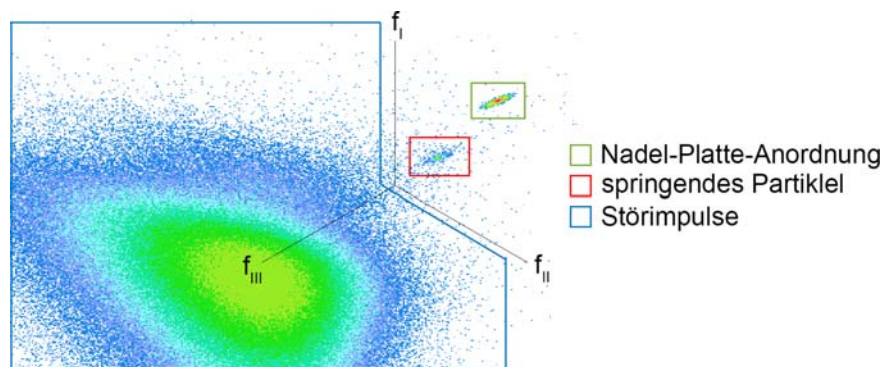 f_I
Nadel-Platte-Anordnung
springendes Partiklel
Störimpulse
f_III
f_II